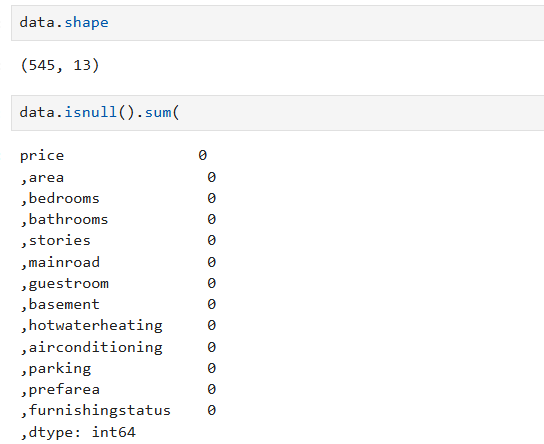 data.shape
(545, 13)
data.isnull().sum(
price 0
,area 0
,bedrooms 0
,bathrooms 0
,stories 0
,mainroad 0
,guestroom 0
,basement 0
,hotwaterheating 0
,airconditioning 0
,parking 0
,prefarea 0
,furnishingstatus 0
,dtype: int64